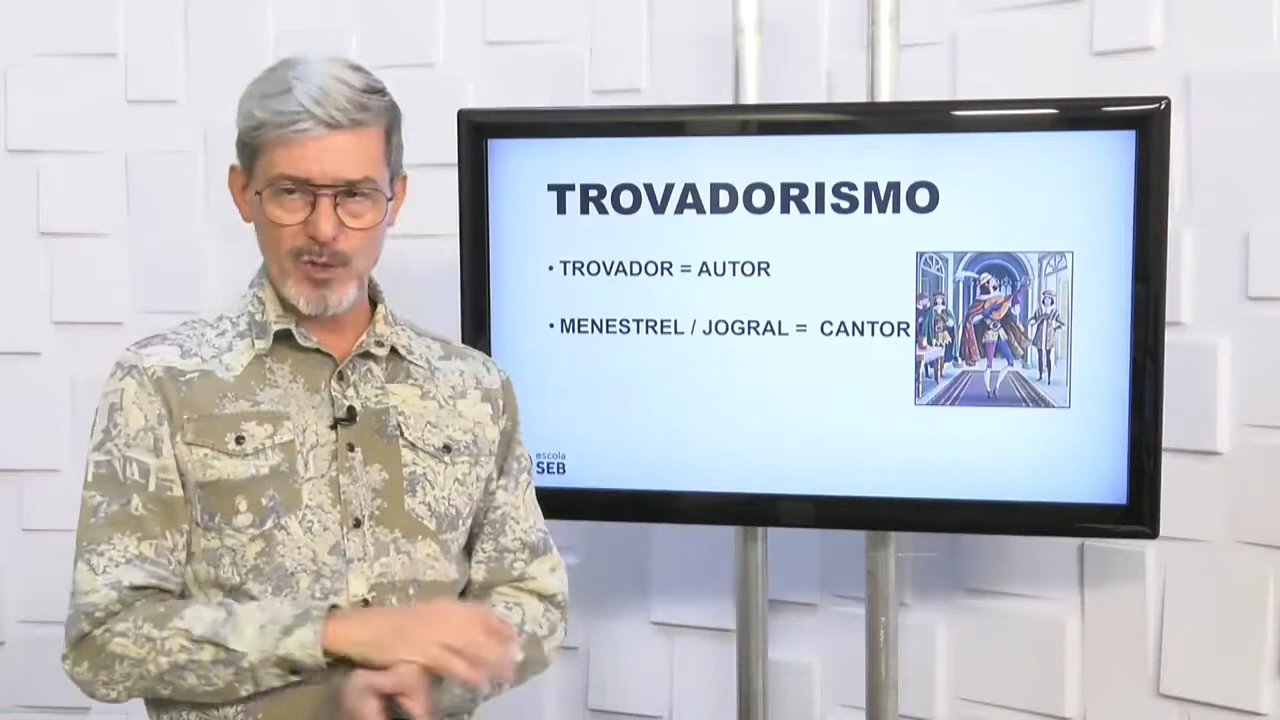 TROVADORISMO
• TROVADOR = AUTOR
• MENESTREL / JOGRAL = CANTOR
escola
SEB